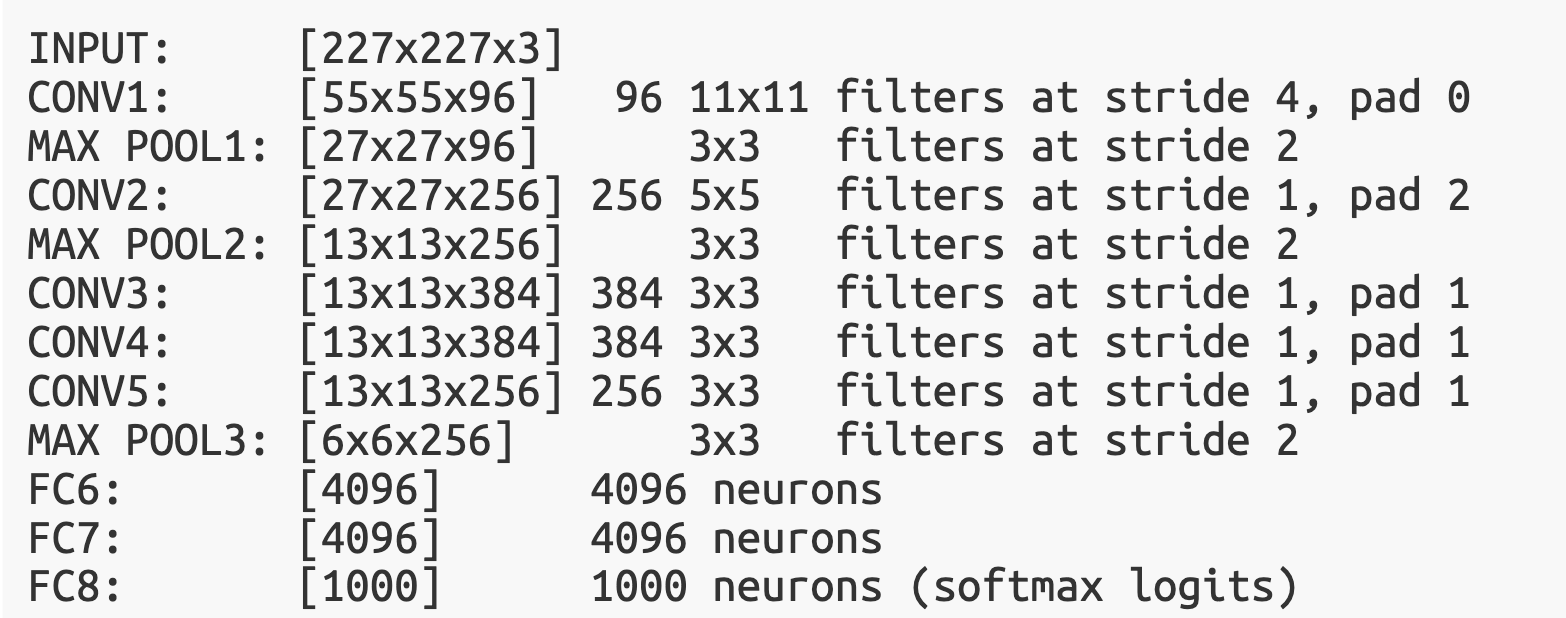 INPUT: [227x227x3]
CONV1: [55x55x96] 96 11x11 filters at stride 4, pad 0
MAX POOL1: [27x27x96] 3x3 filters at stride 2
CONV2: [27x27x256] 256 5x5 filters at stride 1, pad 2
MAX POOL2: [13x13x256] 3x3 filters at stride 2
CONV3: [13x13x384] 384 3x3 filters at stride 1, pad 1
CONV4: [13x13x384] 384 3x3 filters at stride 1, pad 1
CONV5: [13x13x256] 256 3x3 filters at stride 1, pad 1
MAX POOL3: [6x6x256] 3x3 filters at stride 2
FC6: [4096] 4096 neurons
FC7: [4096] 4096 neurons
FC8: [1000] 1000 neurons (softmax logits)